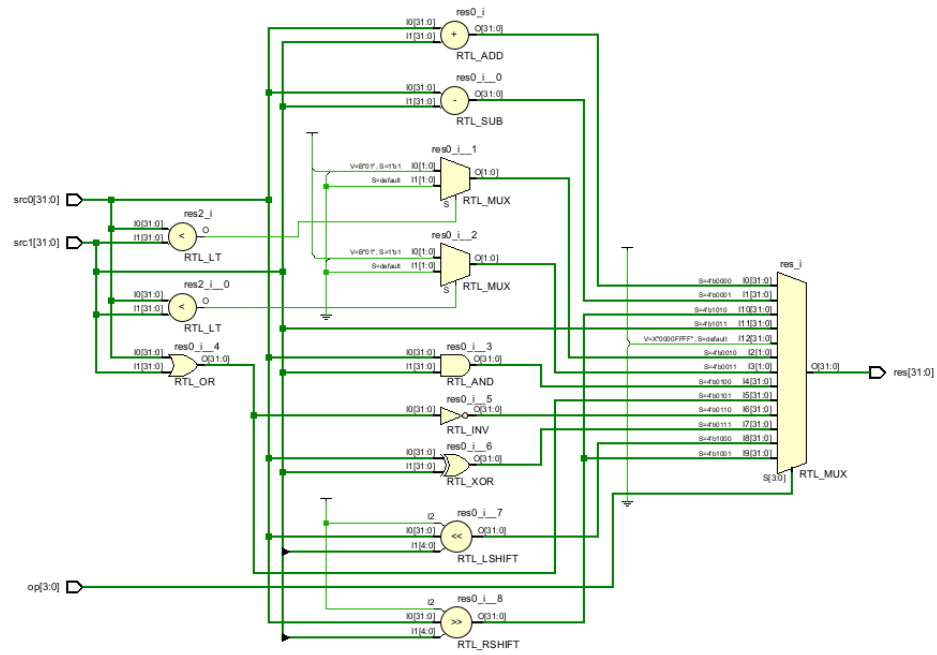 res0_i
I0[31:0]
I1[31:0]
+
O[31:0]
RTL_ADD
res0_i__0
I0[31:0]
I1[31:0]
-
O[31:0]
RTL_SUB
res0_i__1
V=B"01", S=1'b1 I0[1:0]
S=default I1[1:0]
O[1:0]
S
RTL_MUX
src0[31:0]
src1[31:0]
res2_i
I0[31:0]
I1[31:0]
<
O
RTL_LT
res0_i__2
V=B"01", S=1'b1 I0[1:0]
S=default I1[1:0]
O[1:0]
S
RTL_MUX
res2_i__0
I0[31:0]
I1[31:0]
<
O
RTL_LT
res0_i__4
I0[31:0]
I1[31:0]
O[31:0]
RTL_OR
res0_i__3
I0[31:0]
I1[31:0]
O[31:0]
RTL_AND
res0_i__5
I0[31:0]
O[31:0]
RTL_INV
res0_i__6
I0[31:0]
I1[31:0]
O[31:0]
RTL_XOR
res0_i__7
I2
I0[31:0]
I1[4:0]
<<
O[31:0]
RTL_LSHIFT
op[3:0]
res0_i__8
I2
I0[31:0]
I1[4:0]
>>
O[31:0]
RTL_RSHIFT
res_i
S=4'b0000 I0[31:0]
S=4'b0001 I1[31:0]
S=4'b1010 I10[31:0]
S=4'b1011 I11[31:0]
V=X"0000FFFF", S=default I12[31:0]
S=4'b0010 I2[1:0]
S=4'b0011 I3[1:0]
S=4'b0100 I4[31:0]
S=4'b0101 I5[31:0]
S=4'b0110 I6[31:0]
S=4'b0111 I7[31:0]
S=4'b1000 I8[31:0]
S=4'b1001 I9[31:0]
S[3:0]
O[31:0]
RTL_MUX
res[31:0]